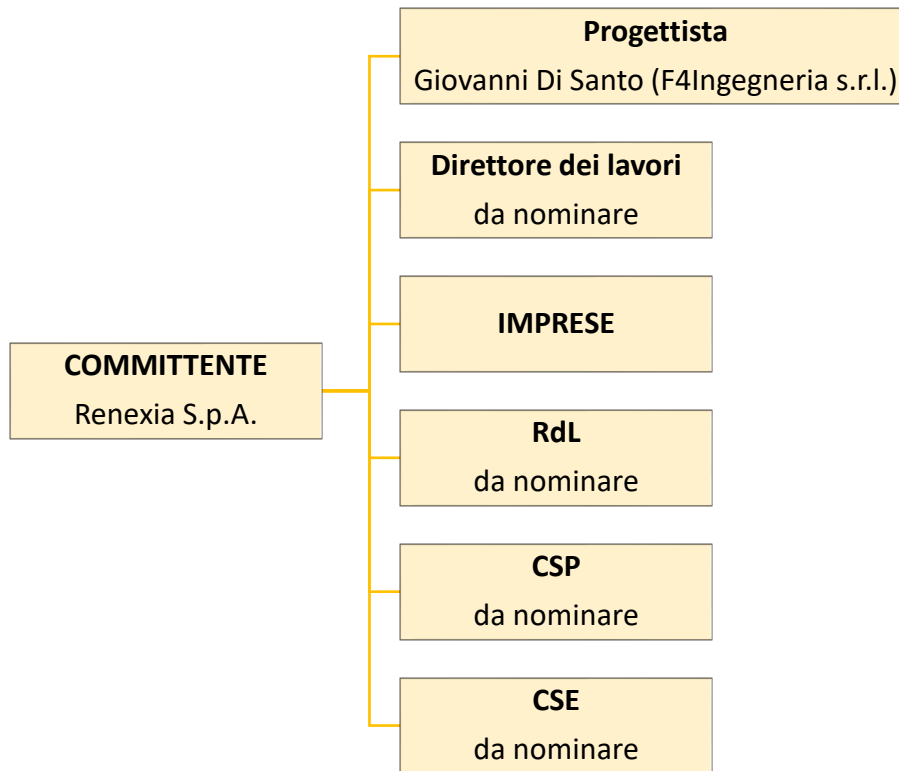 Progettista
Giovanni Di Santo (F4Ingegneria s.r.l.)
Direttore dei lavori
da nominare
IMPRESE
COMMITTENTE
Renexia S.p.A.
RdL
da nominare
CSP
da nominare
CSE
da nominare